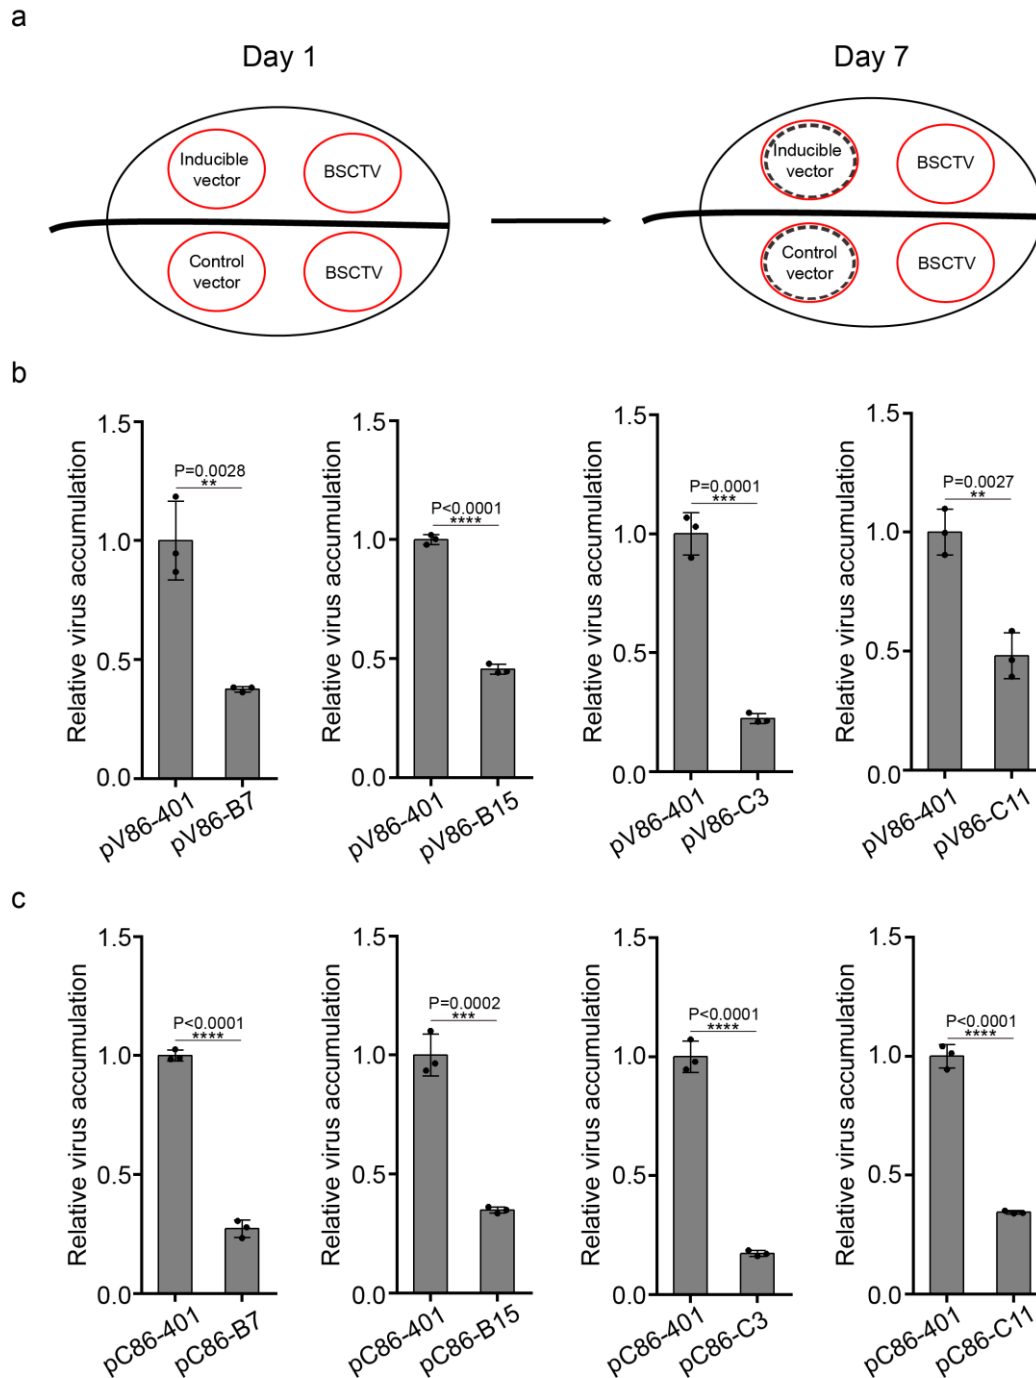 a
Day 1
Day 7
Inducible
vector
BSCTV
Control
vector
BSCTV
Inducible
vector
BSCTV
Control
vector
BSCTV
b
Relative virus accumulation
1.5
1.0
0.5
0.0
P=0.0028
**
pV86-401
pV86-B7
Relative virus accumulation
1.5
1.0
0.5
0.0
P<0.0001
****
pV86-401
pV86-B15
Relative virus accumulation
1.5
1.0
0.5
0.0
P=0.0001
***
pV86-401
pV86-C3
Relative virus accumulation
1.5
1.0
0.5
0.0
P=0.0027
**
pV86-401
pV86-C11
c
Relative virus accumulation
1.5
1.0
0.5
0.0
P<0.0001
****
pC86-401
pC86-B7
Relative virus accumulation
1.5
1.0
0.5
0.0
P=0.0002
***
pC86-401
pC86-B15
Relative virus accumulation
1.5
1.0
0.5
0.0
P<0.0001
****
pC86-401
pC86-C3
Relative virus accumulation
1.5
1.0
0.5
0.0
P<0.0001
****
pC86-401
pC86-C11